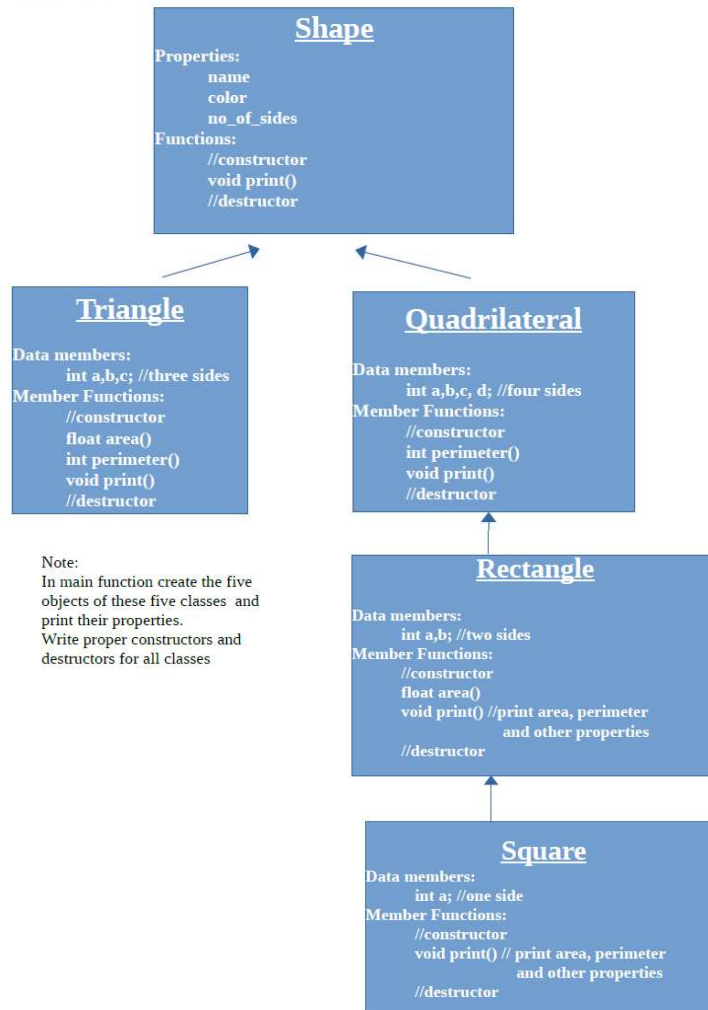 Shape
Properties:
name
color
no_of_sides
Functions:
//constructor
void print()
//destructor
Triangle
Data members:
int a,b,c; //three sides
Member Functions:
//constructor
float area()
int perimeter()
void print()
//destructor
Quadrilateral
Data members:
int a,b,c, d; //four sides
Member Functions:
//constructor
int perimeter()
void print()
//destructor
Note:
In main function create the five
objects of these five classes and
print their properties.
Write proper constructors and
destructors for all classes
Rectangle
Data members:
int a,b; //two sides
Member Functions:
//constructor
float area()
void print() //print area, perimeter
and other properties
//destructor
Square
Data members:
int a; //one side
Member Functions:
//constructor
void print() // print area, perimeter
and other properties
//destructor